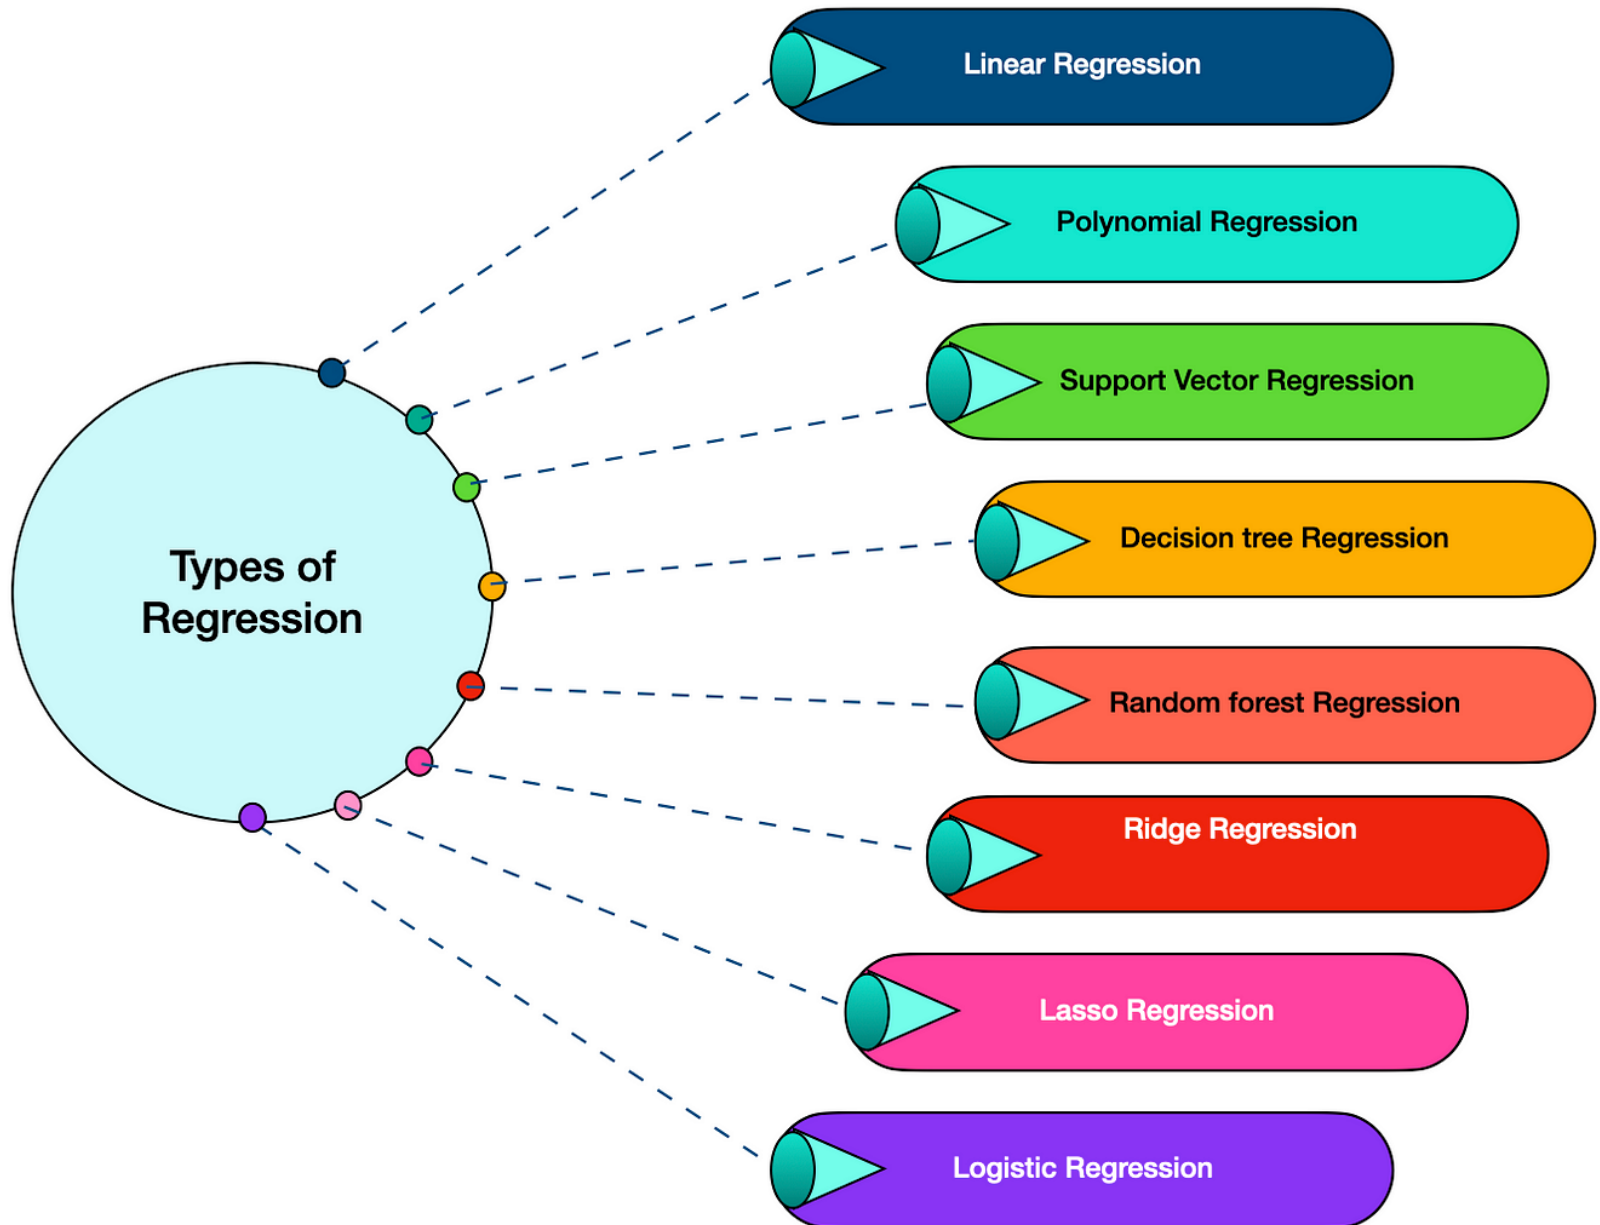 Linear Regression
Polynomial Regression
Support Vector Regression
Decision tree Regression
Types of
Regression
Random forest Regression
Ridge Regression
Lasso Regression
Logistic Regression